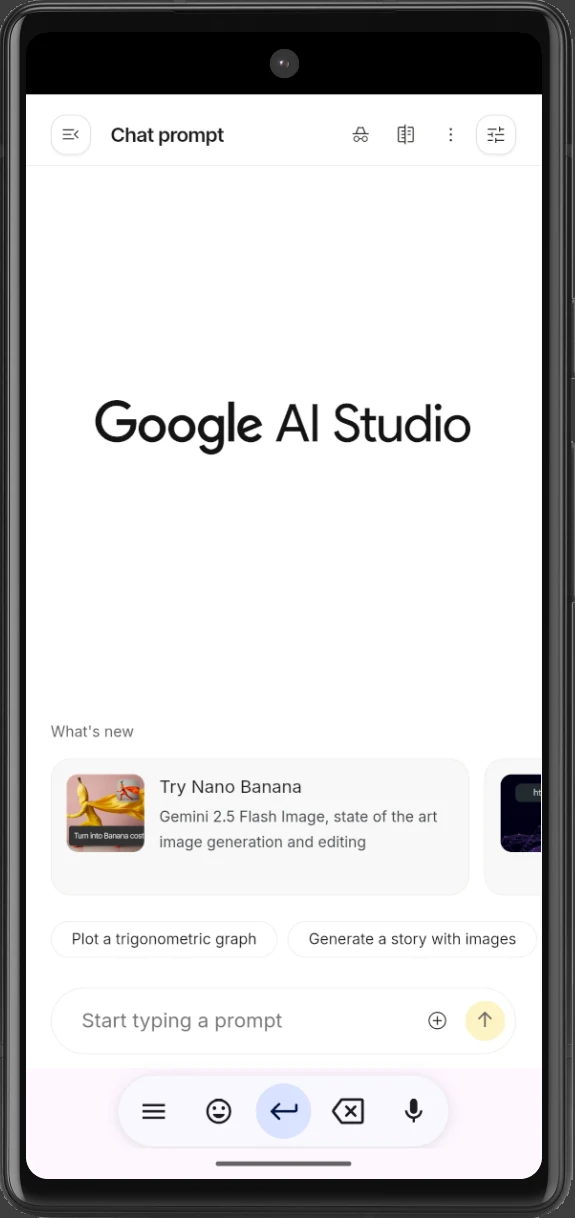 Chat prompt
Google AI Studio
What's new
Try Nano Banana
Gemini 2.5 Flash Image, state of the art
image generation and editing
Turn into Banana cost
ht
Plot a trigonometric graph
Generate a story with images
Start typing a prompt